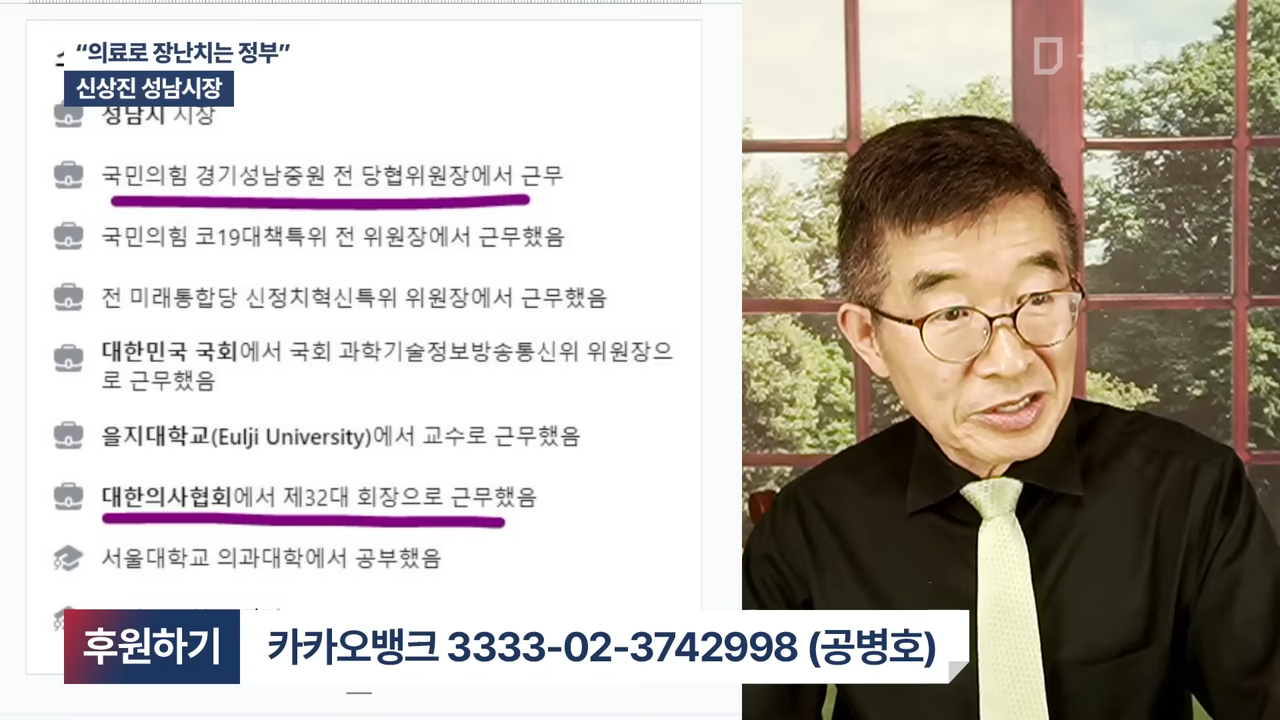 “의료로 장난치는 정부”
신상진 성남시장
성남시 시장
국민의힘 경기성남중원 전 당협위원장에서 근무
국민의힘 코19대책특위 전 위원장에서 근무했음
전 미래통합당 신정치혁신특위 위원장에서 근무했음
대한민국 국회에서 국회 과학기술정보방송통신위 위원장으
로 근무했음
을지대학교(Eulji University)에서 교수로 근무했음
대한의사협회에서 제32대 회장으로 근무했음
서울대학교 의과대학에서 공부했음
후원하기
카카오뱅크 3333-02-3742998 (공병호)